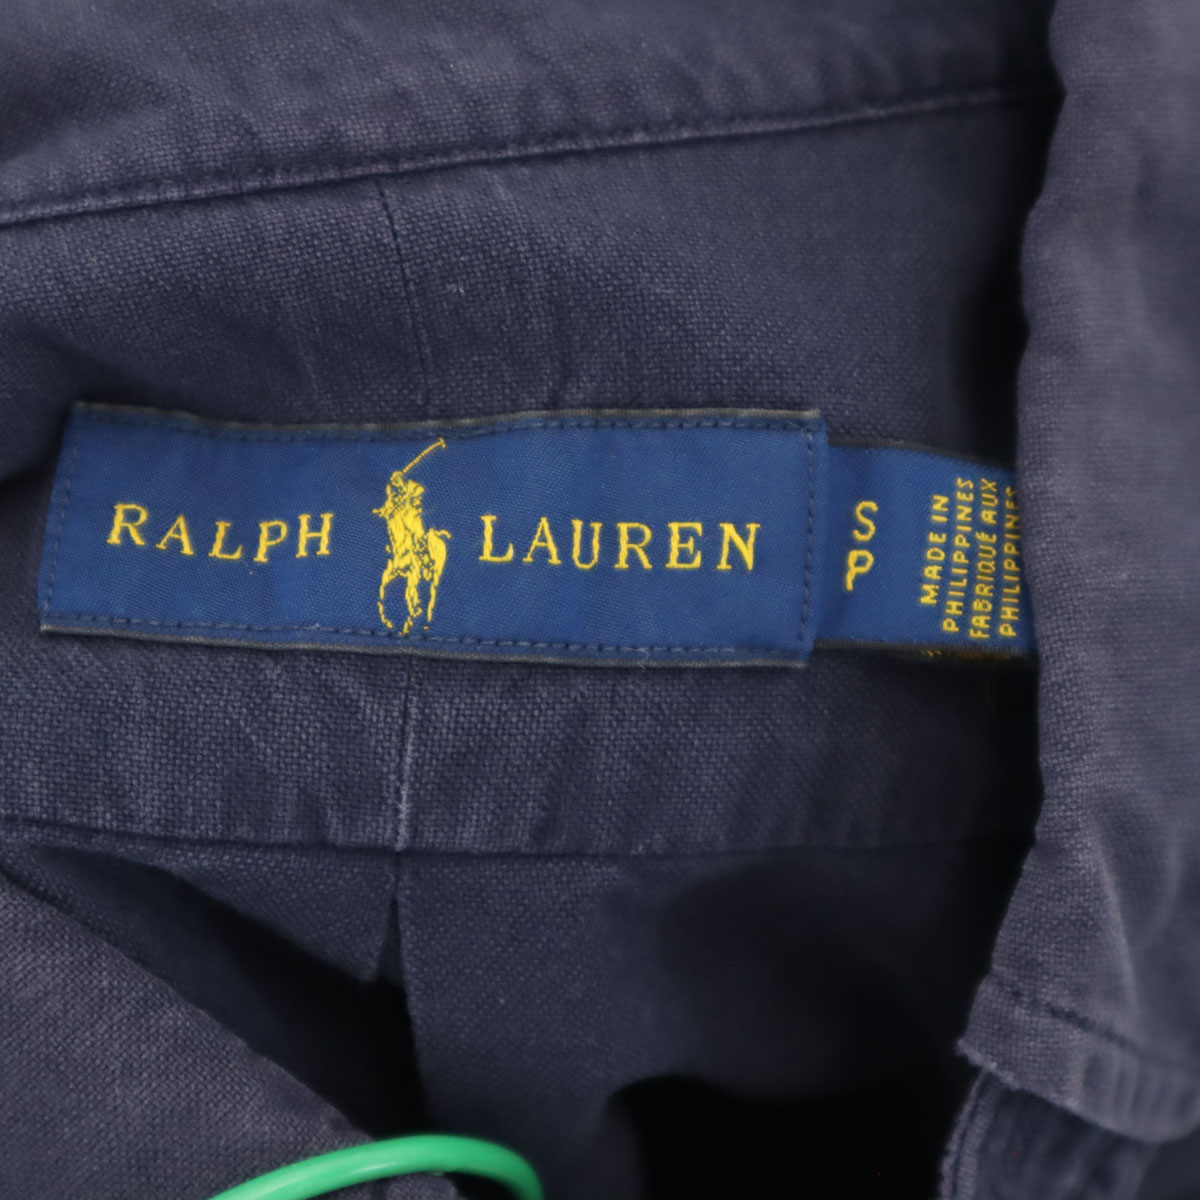 RALPH LAUREN
S
P
MADE IN
PHILIPPINES
FABRIQUÉ AUX
PHILIPPINES